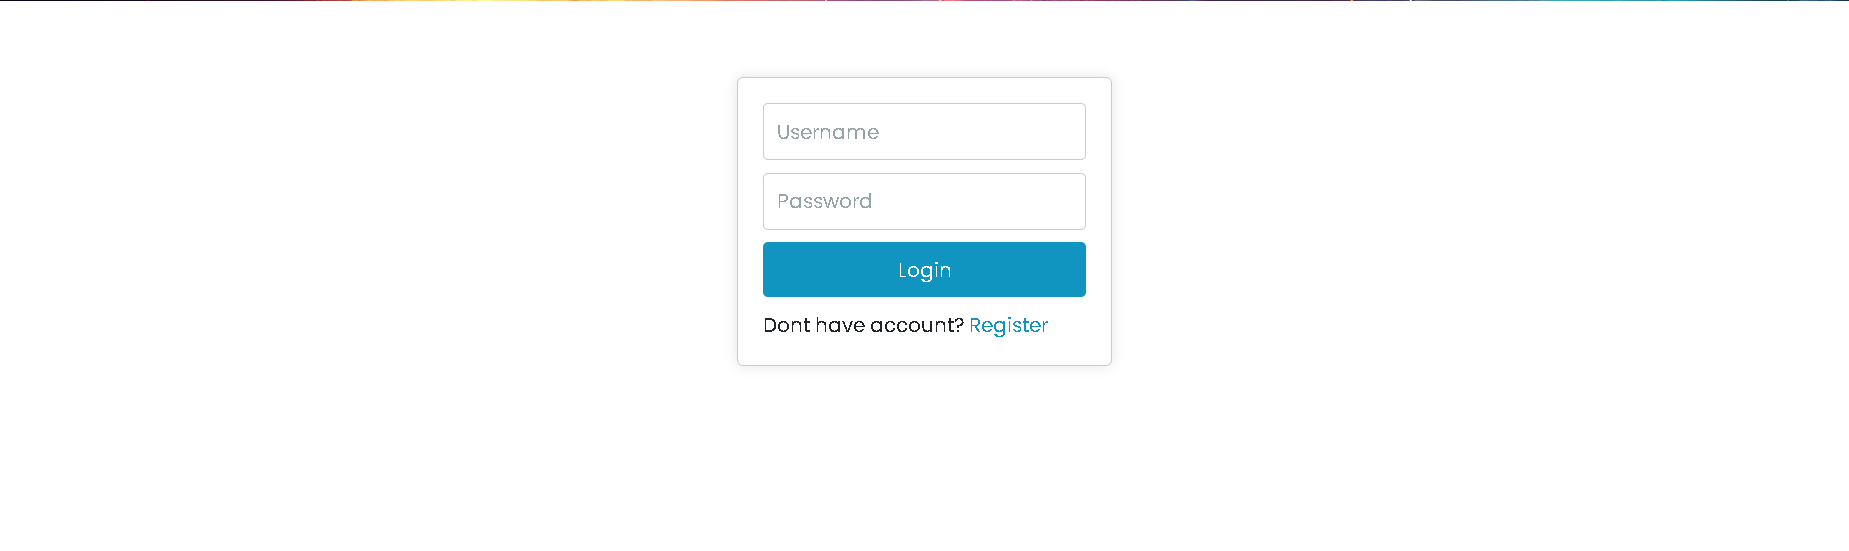 Username
Password
Login
Dont have account? Register